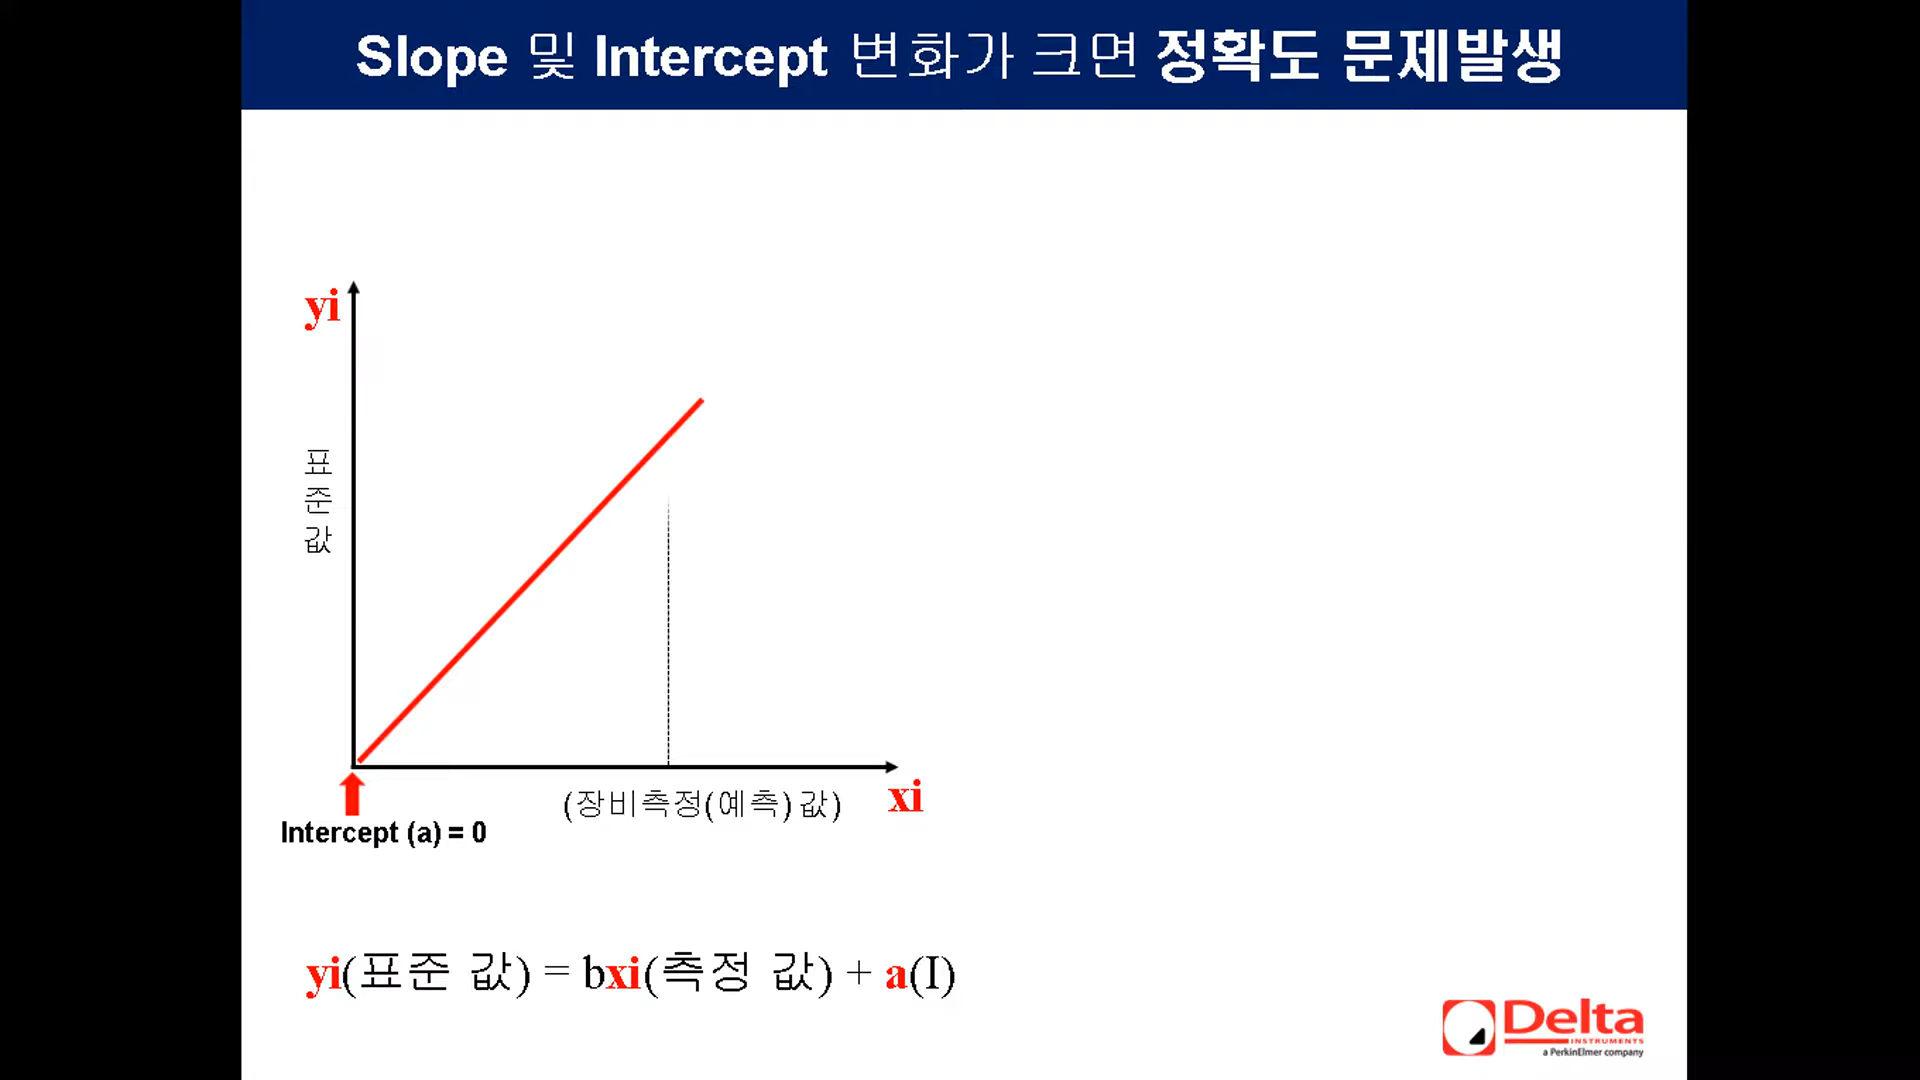 Slope 및 Intercept 변화가 크면 정확도 문제발생
yi
표
준
값
(장비측정(예측)값)
xi
Intercept (a) = 0
yi(표준 값) = bxi(측정 값) + a(I)
Delta
INSTRUMENTS
a PerkinElmer company